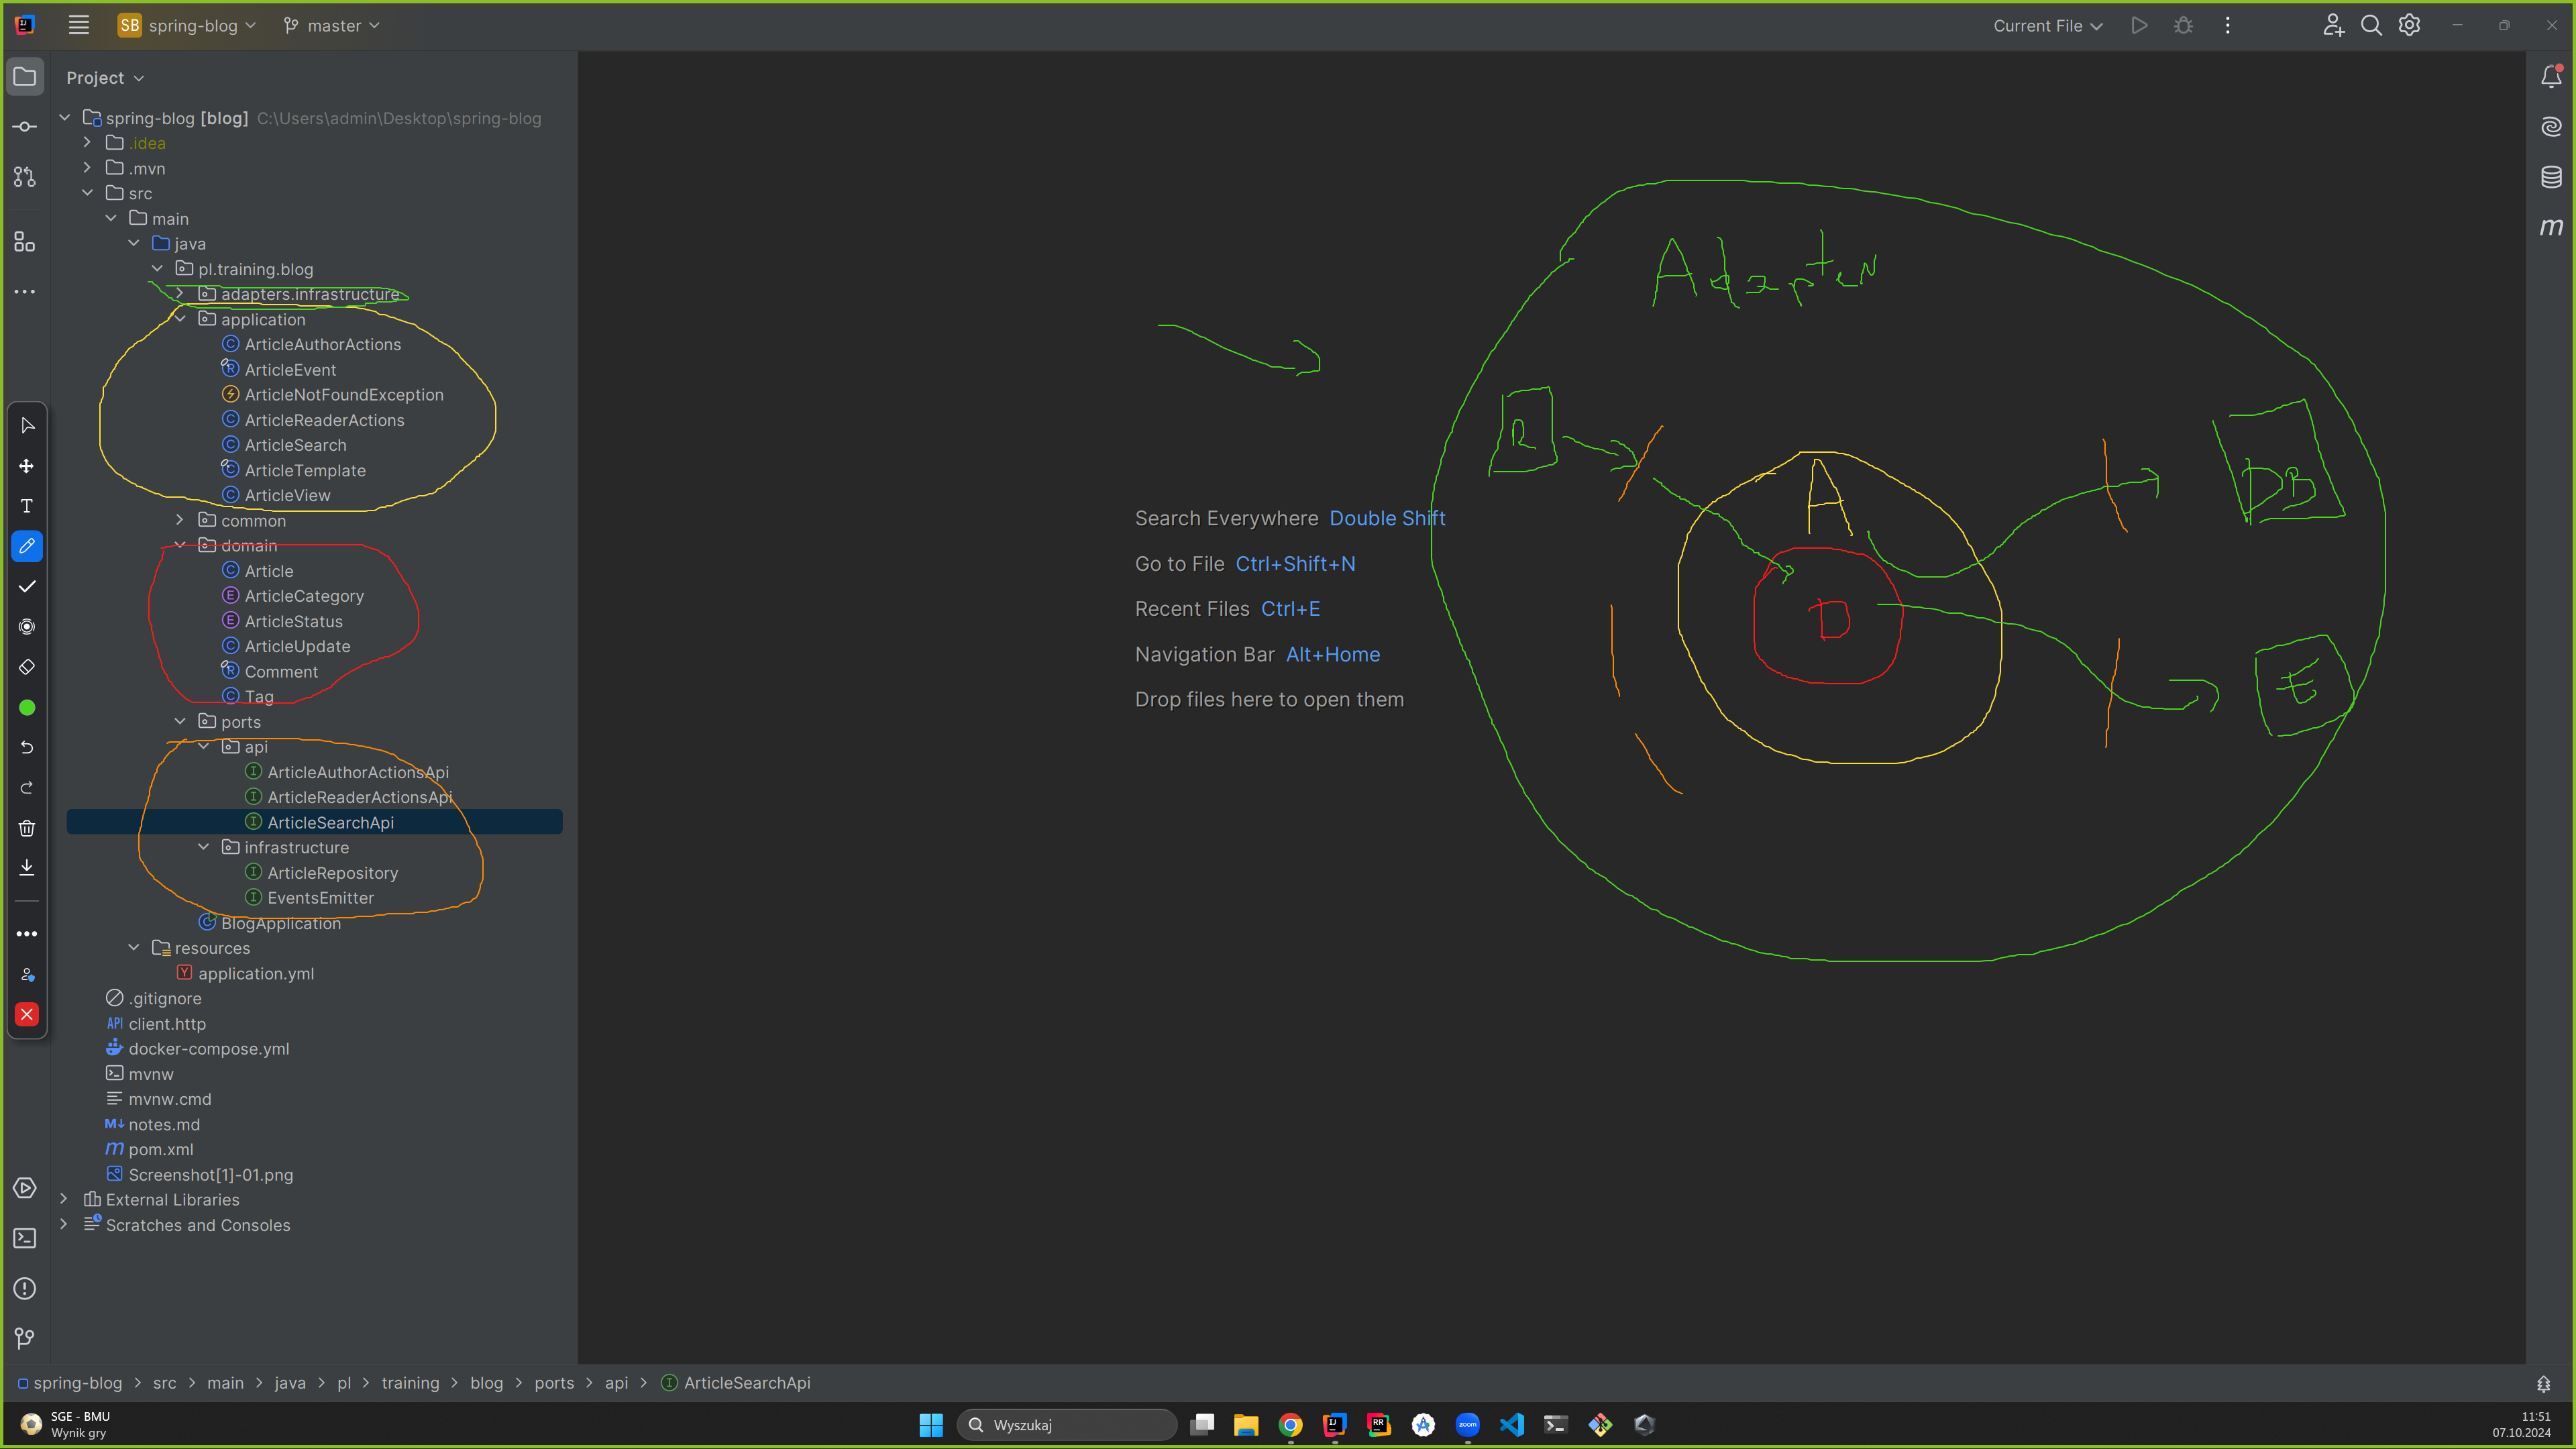 SB spring-blog master Current File
Project
spring-blog [blog] C:\Users\admin\Desktop\spring-blog
.idea
.mvn
src
main
java
pl.training.blog
adapters.infrastructure
application
ArticleAuthorActions
ArticleEvent
ArticleNotFoundException
ArticleReaderActions
ArticleSearch
ArticleTemplate
ArticleView
common
domain
Article
ArticleCategory
ArticleStatus
ArticleUpdate
Comment
Tag
ports
api
ArticleAuthorActionsApi
ArticleReaderActionsApi
ArticleSearchApi
infrastructure
ArticleRepository
EventsEmitter
BlogApplication
resources
application.yml
.gitignore
client.http
docker-compose.yml
mvnw
mvnw.cmd
notes.md
pom.xml
Screenshot[1]-01.png
External Libraries
Scratches and Consoles
Search Everywhere Double Shift
Go to File Ctrl+Shift+N
Recent Files Ctrl+E
Navigation Bar Alt+Home
Drop files here to open them
R
A
D
DB
E
spring-blog > src > main > java > pl > training > blog > ports > api > ArticleSearchApi
SGE - BMU
Wynik gry
Wyszukaj
zoom
11:51
07.10.2024